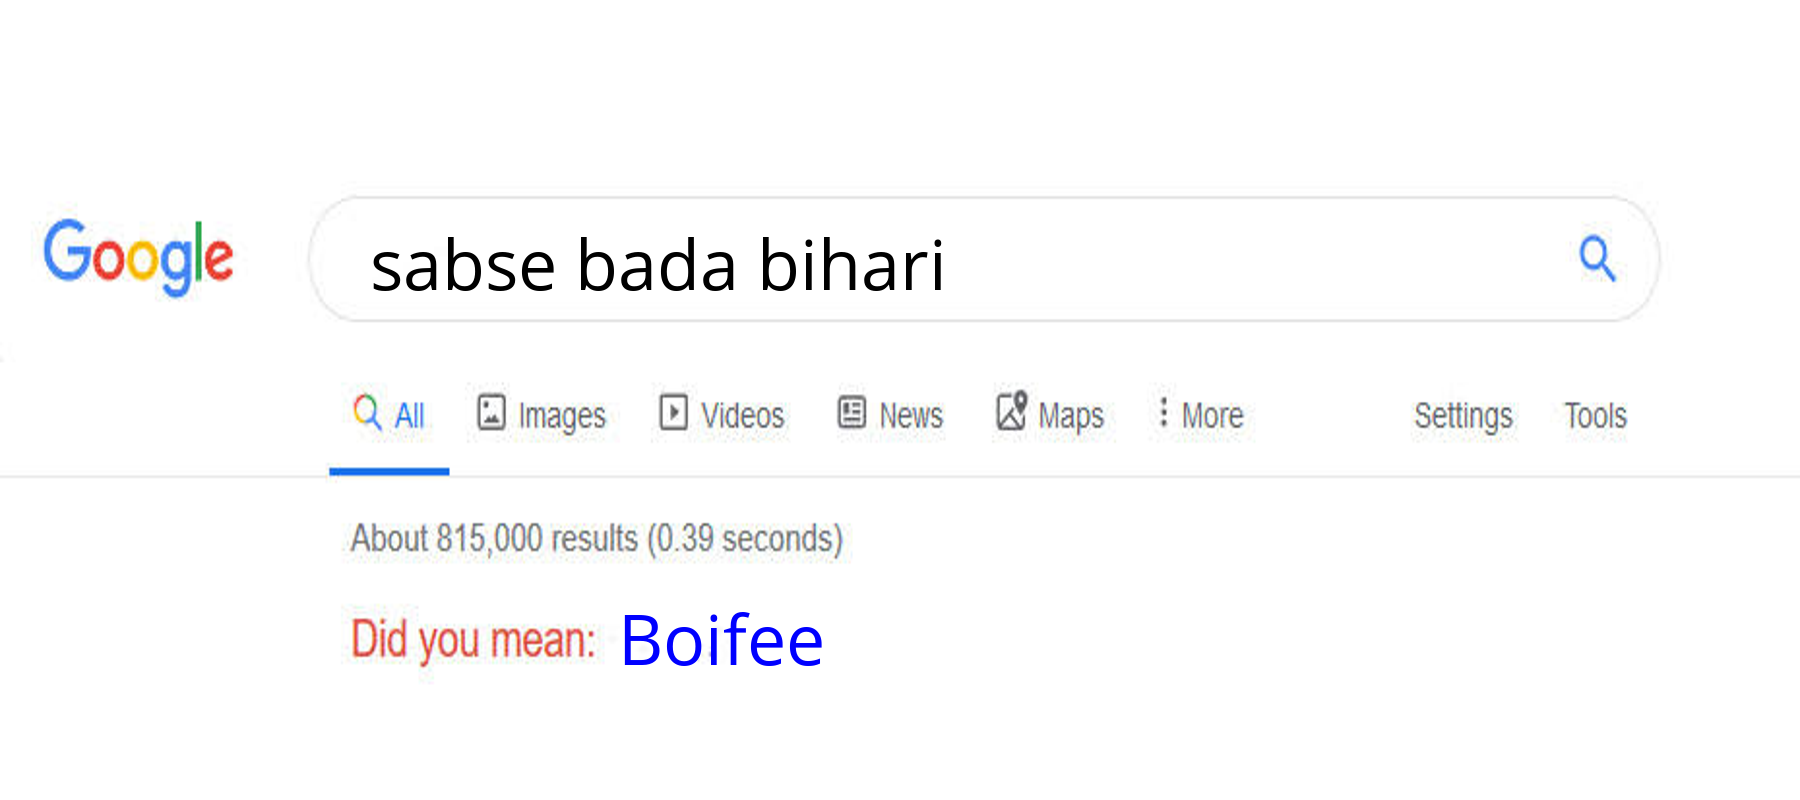 Google sabse bada bihari
All Images Videos News Maps More Settings Tools
About 815,000 results (0.39 seconds)
Did you mean: Boifee